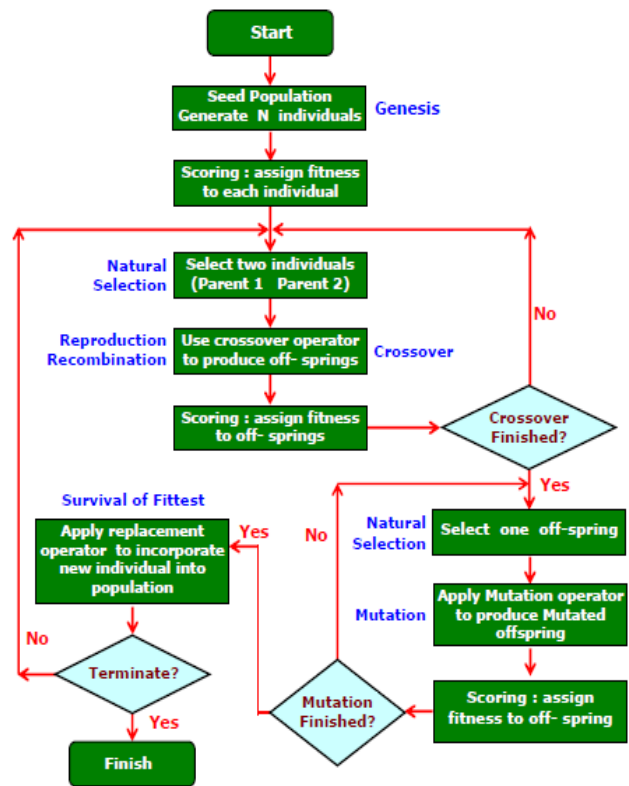 Start
Seed Population
Generate N individuals
Genesis
Scoring : assign fitness
to each individual
Natural
Selection
Select two individuals
(Parent 1 Parent 2)
No
Reproduction
Recombination
Use crossover operator
to produce off- springs
Crossover
Scoring : assign fitness
to off- springs
Crossover
Finished?
Yes
Survival of Fittest
Apply replacement
operator to incorporate
new individual into
population
Yes
No
Natural
Selection
Select one off-spring
Mutation
Apply Mutation operator
to produce Mutated
offspring
No
Terminate?
Mutation
Finished?
Scoring : assign
fitness to off- spring
Yes
Finish